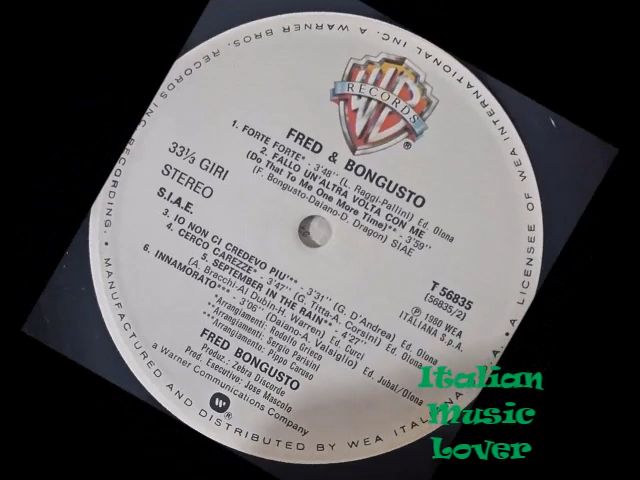 WB
RECORDS
®
FRED & BONGUSTO
33⅓ GIRI
STEREO
S.I.A.E.
1. FORTE FORTE* - 3'48" (L. Raggi-Pallini) Ed. Olona
2. FALLO UN'ALTRA VOLTA CON ME
(Do That To Me One More Time)** - 3'59"
(F. Bongusto-Daiano-D. Dragon) SIAE
3. IO NON CI CREDEVO PIU'** - 3'31" (G. D'Andrea) Ed. Olona
4. CERCO CAREZZE* - 3'47" (G. Titta-A. Corsini) Ed. Olona
5. SEPTEMBER IN THE RAIN** - 4'27"
(A. Bracchi-Al Dubin-H. Warren) Ed. Curci
6. INNAMORATO*** - 3'06" (Daiano-A. Valsiglio) Ed. Jubal/Olona
*Arrangiamenti: Rodolfo Grieco
**Arrangiamenti: Sergio Parisini
***Arrangiamento: Pippo Caruso
T 56835
(56835/2)
℗ 1980 WEA
ITALIANA S.p.A.
FRED BONGUSTO
Produz.: Zebra Discorde
Prod. Esecutivo: Jose Mascolo
a Warner Communications Company
W®
MANUFACTURED AND DISTRIBUTED BY WEA ITALIANA • A LICENSEE OF WEA INTERNATIONAL INC. • A WARNER BROS. RECORDS INC. RECORDING. •
Italian
Music
Lover